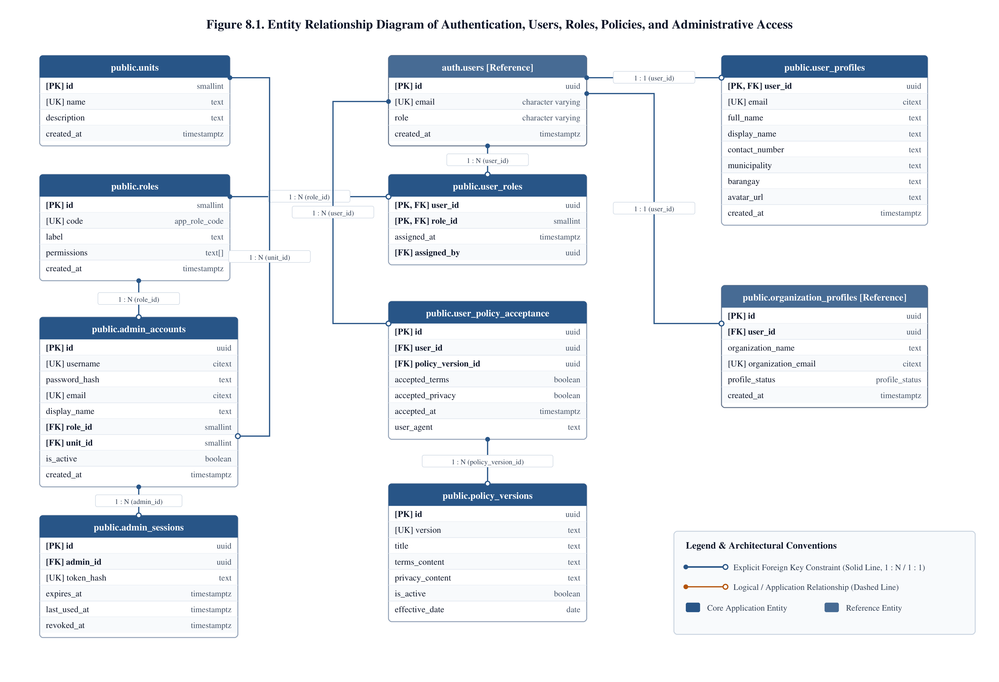 Figure 8.1. Entity Relationship Diagram of Authentication, Users, Roles, Policies, and Administrative Access
public.units
[PK] id smallint
[UK] name text
description text
created_at timestamptz
public.roles
[PK] id smallint
[UK] code app_role_code
label text
permissions text[]
created_at timestamptz
1 : N (role_id)
public.admin_accounts
[PK] id uuid
[UK] username citext
password_hash text
[UK] email citext
display_name text
[FK] role_id smallint
[FK] unit_id smallint
is_active boolean
created_at timestamptz
1 : N (admin_id)
public.admin_sessions
[PK] id uuid
[FK] admin_id uuid
[UK] token_hash text
expires_at timestamptz
last_used_at timestamptz
revoked_at timestamptz
1 : N (role_id)
1 : N (user_id)
1 : N (unit_id)
auth.users [Reference]
[PK] id uuid
[UK] email character varying
role character varying
created_at timestamptz
1 : N (user_id)
public.user_roles
[PK, FK] user_id uuid
[PK, FK] role_id smallint
assigned_at timestamptz
[FK] assigned_by uuid
public.user_policy_acceptance
[PK] id uuid
[FK] user_id uuid
[FK] policy_version_id uuid
accepted_terms boolean
accepted_privacy boolean
accepted_at timestamptz
user_agent text
1 : N (policy_version_id)
public.policy_versions
[PK] id uuid
[UK] version text
title text
terms_content text
privacy_content text
is_active boolean
effective_date date
1 : 1 (user_id)
1 : 1 (user_id)
public.user_profiles
[PK, FK] user_id uuid
[UK] email citext
full_name text
display_name text
contact_number text
municipality text
barangay text
avatar_url text
created_at timestamptz
public.organization_profiles [Reference]
[PK] id uuid
[FK] user_id uuid
organization_name text
[UK] organization_email citext
profile_status profile_status
created_at timestamptz
Legend & Architectural Conventions
Explicit Foreign Key Constraint (Solid Line, 1 : N / 1 : 1)
Logical / Application Relationship (Dashed Line)
Core Application Entity Reference Entity